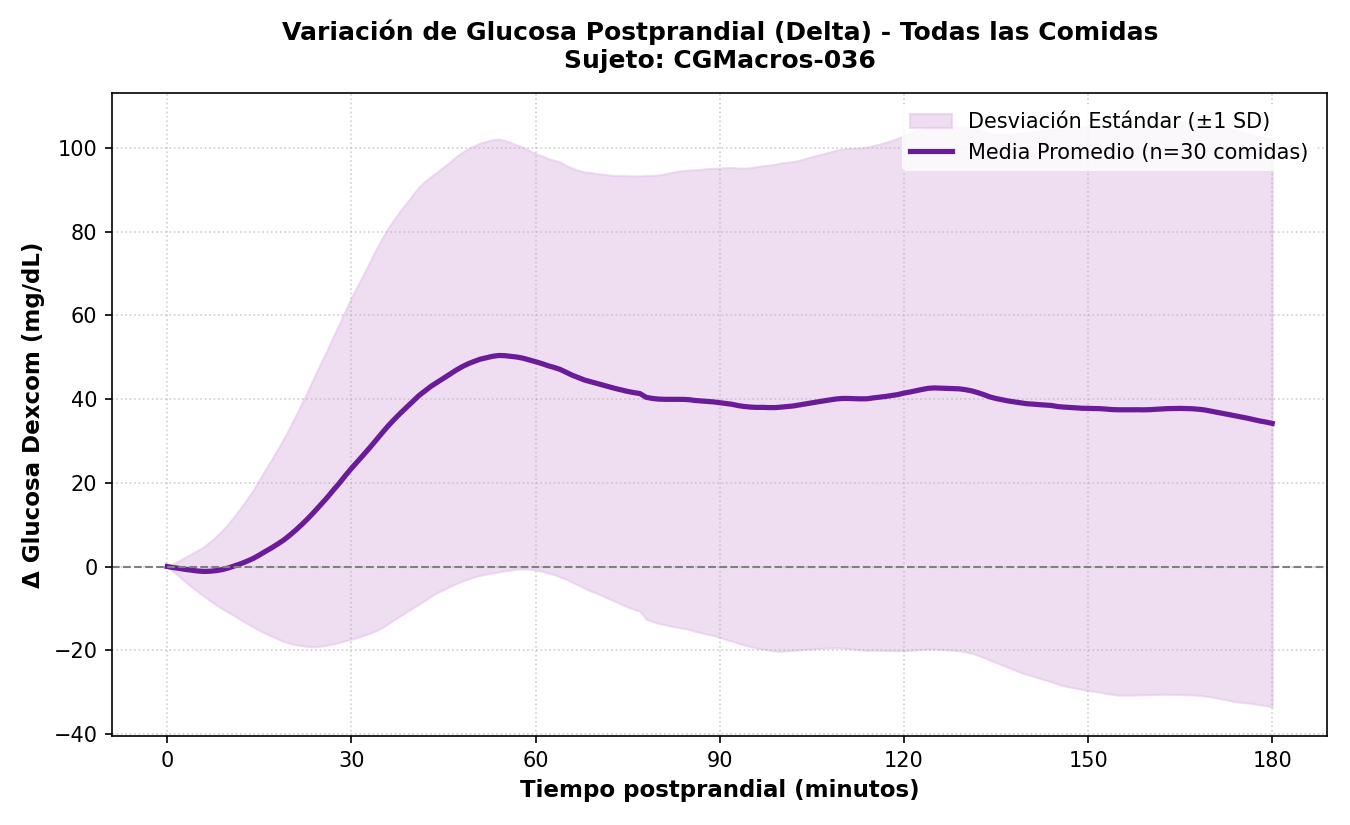 Variación de Glucosa Postprandial (Delta) - Todas las Comidas
Sujeto: CGMacros-036
Desviación Estándar (±1 SD)
Media Promedio (n=30 comidas)
Δ Glucosa Dexcom (mg/dL)
100
80
60
40
20
0
−20
−40
0 30 60 90 120 150 180
Tiempo postprandial (minutos)